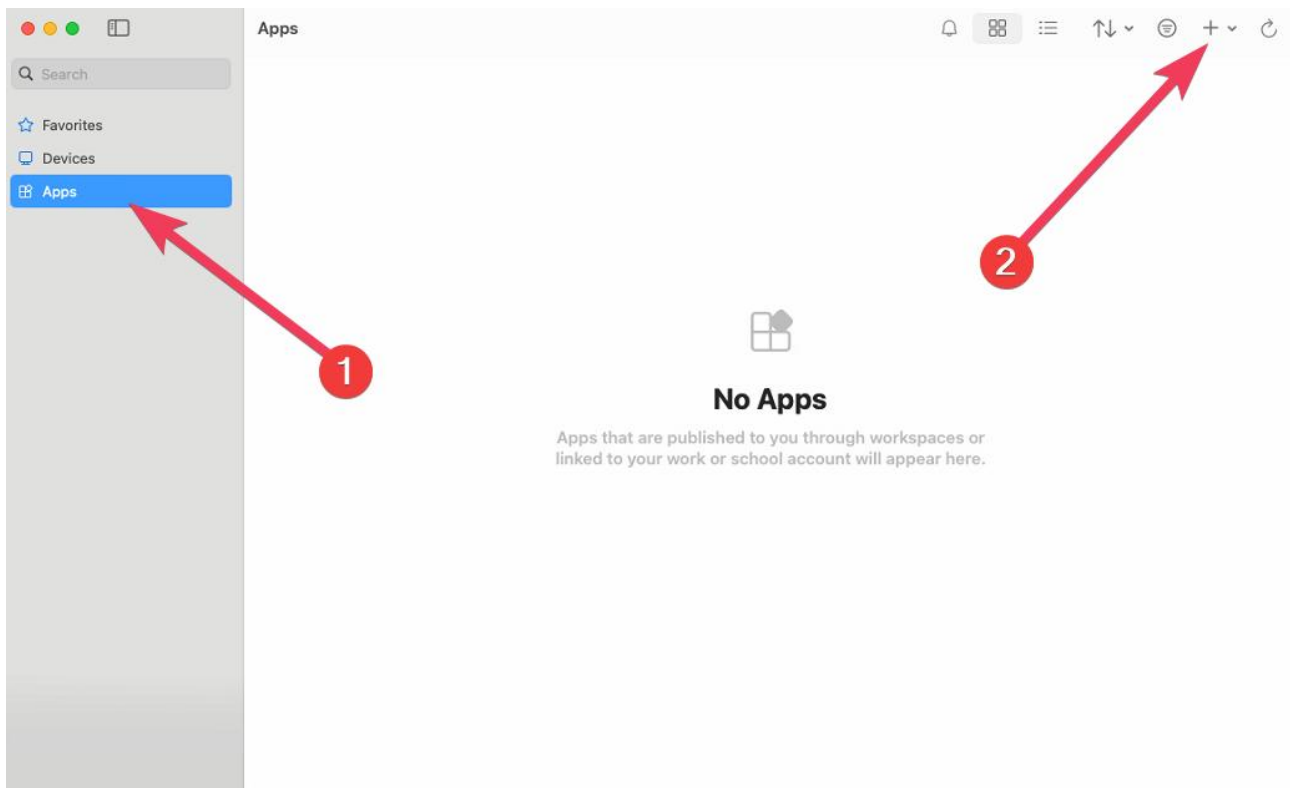 Apps
Search
Favorites
Devices
Apps
1
2
No Apps
Apps that are published to you through workspaces or
linked to your work or school account will appear here.